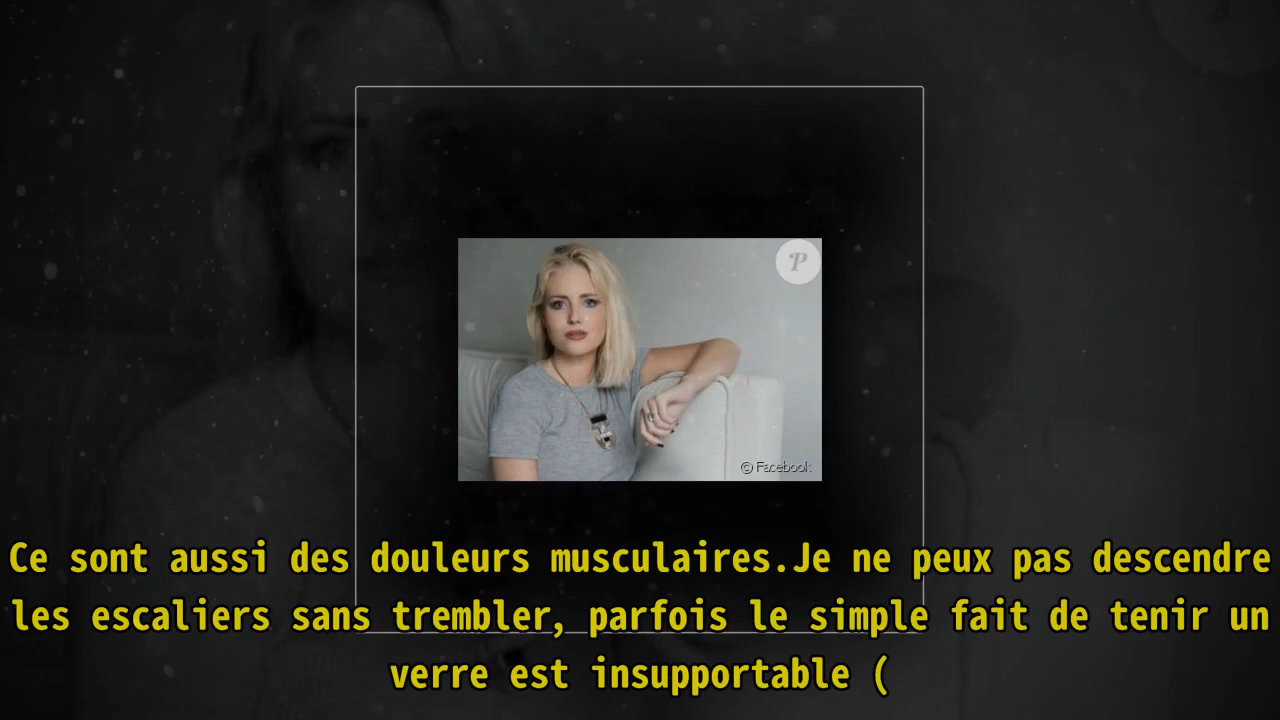 P
© Facebook
Ce sont aussi des douleurs musculaires.Je ne peux pas descendre
les escaliers sans trembler, parfois le simple fait de tenir un
verre est insupportable (